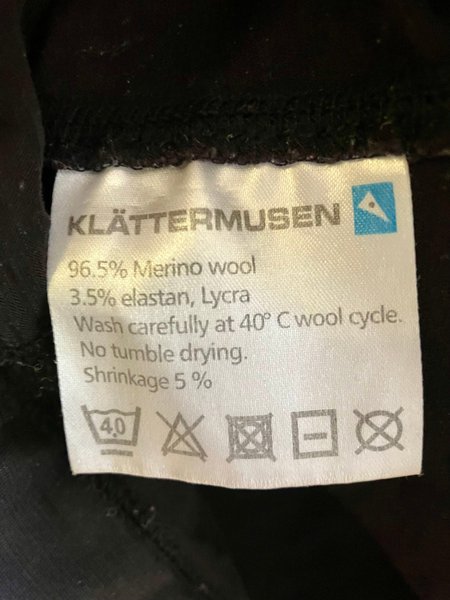 KLÄTTERMUSEN
96.5% Merino wool
3.5% elastan, Lycra
Wash carefully at 40° C wool cycle.
No tumble drying.
Shrinkage 5 %
40